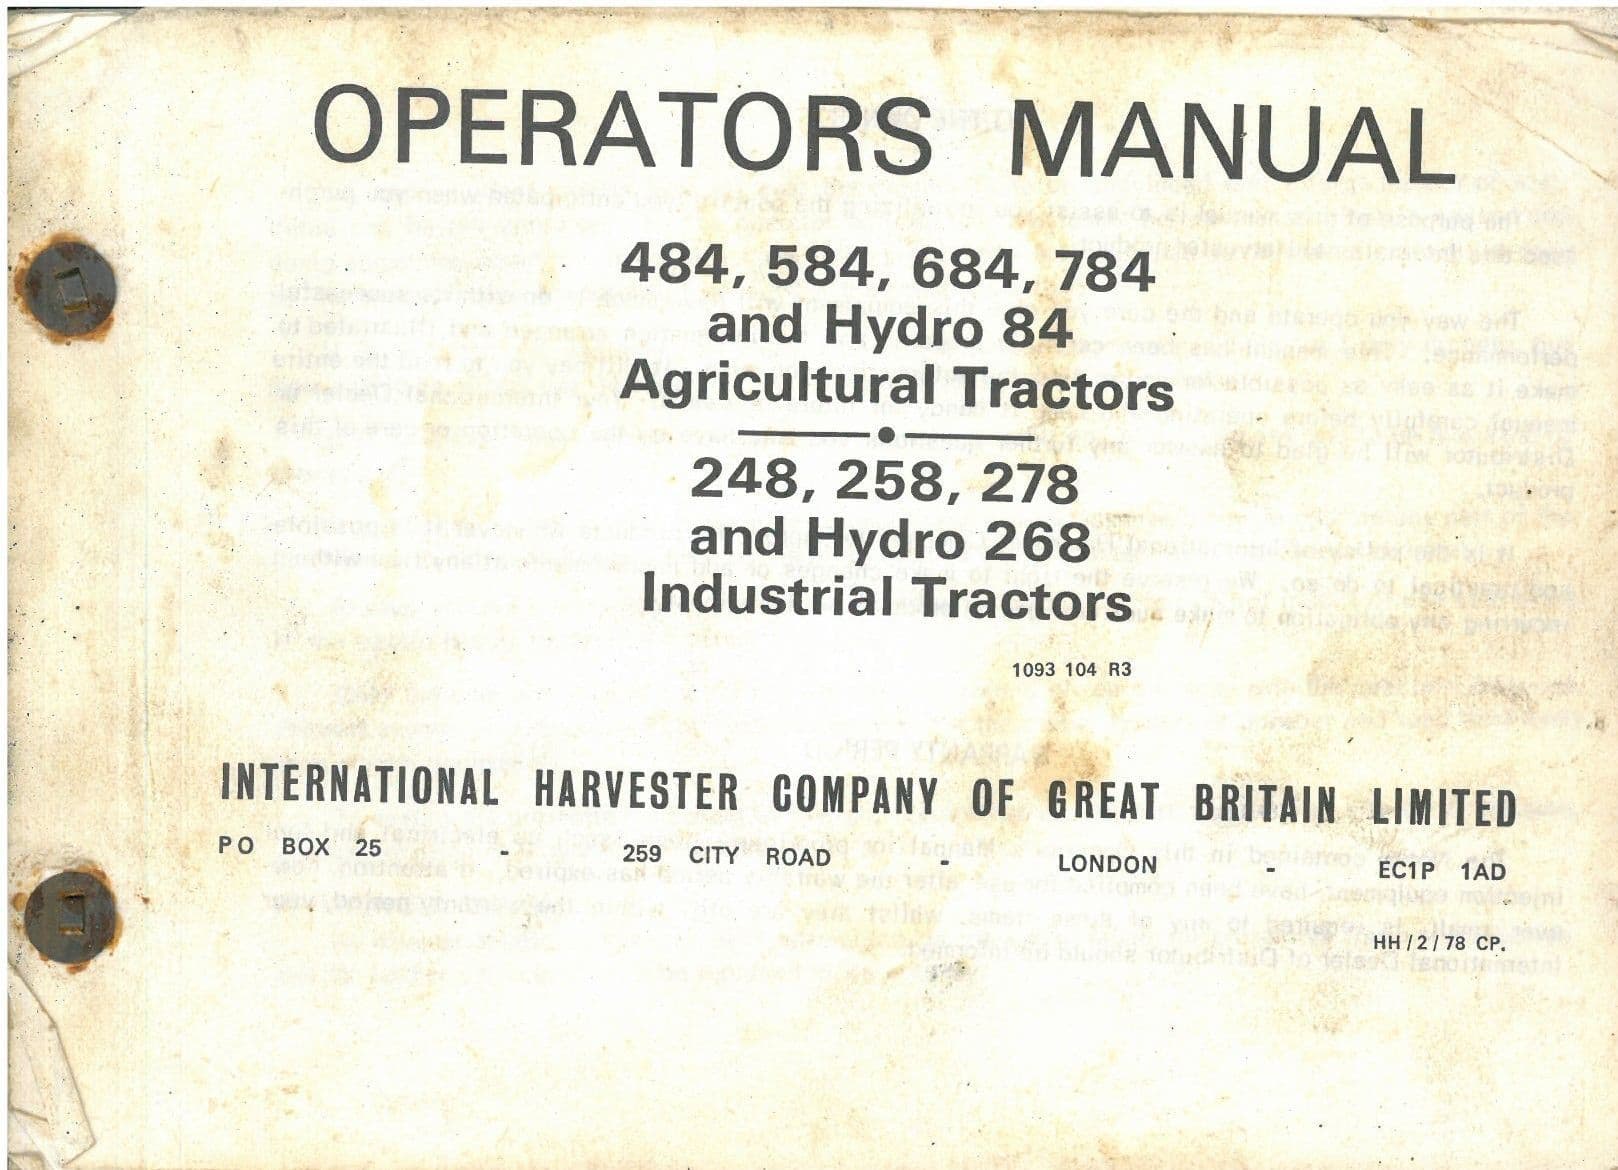 OPERATORS MANUAL
484, 584, 684, 784
and Hydro 84
Agricultural Tractors
248, 258, 278
and Hydro 268
Industrial Tractors
1093 104 R3
INTERNATIONAL HARVESTER COMPANY OF GREAT BRITAIN LIMITED
PO BOX 25 - 259 CITY ROAD - LONDON - EC1P 1AD
HH/2/78 CP.